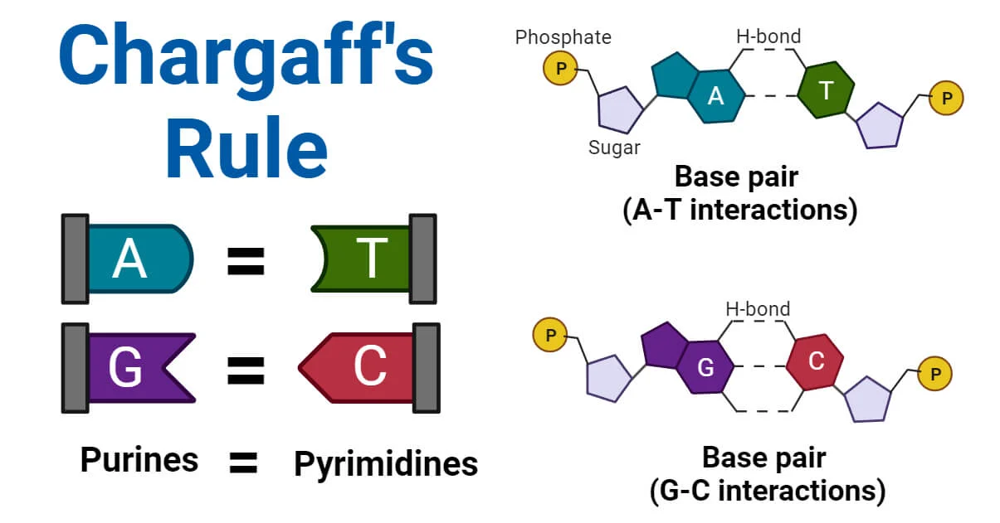 Chargaff's
Rule
A = T
G = C
Purines = Pyrimidines
Phosphate
H-bond
P
A
T
P
Sugar
Base pair
(A-T interactions)
H-bond
P
G
C
P
Base pair
(G-C interactions)